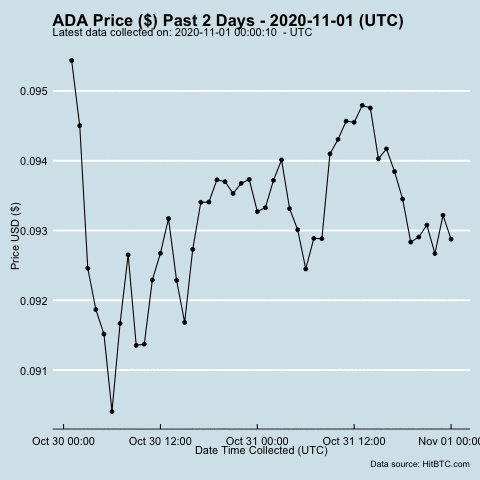 ADA Price ($) Past 2 Days - 2020-11-01 (UTC)
Latest data collected on: 2020-11-01 00:00:10 - UTC
0.095
0.094
0.093
0.092
0.091
Price USD ($)
Oct 30 00:00 Oct 30 12:00 Oct 31 00:00 Oct 31 12:00 Nov 01 00:00
Date Time Collected (UTC)
Data source: HitBTC.com